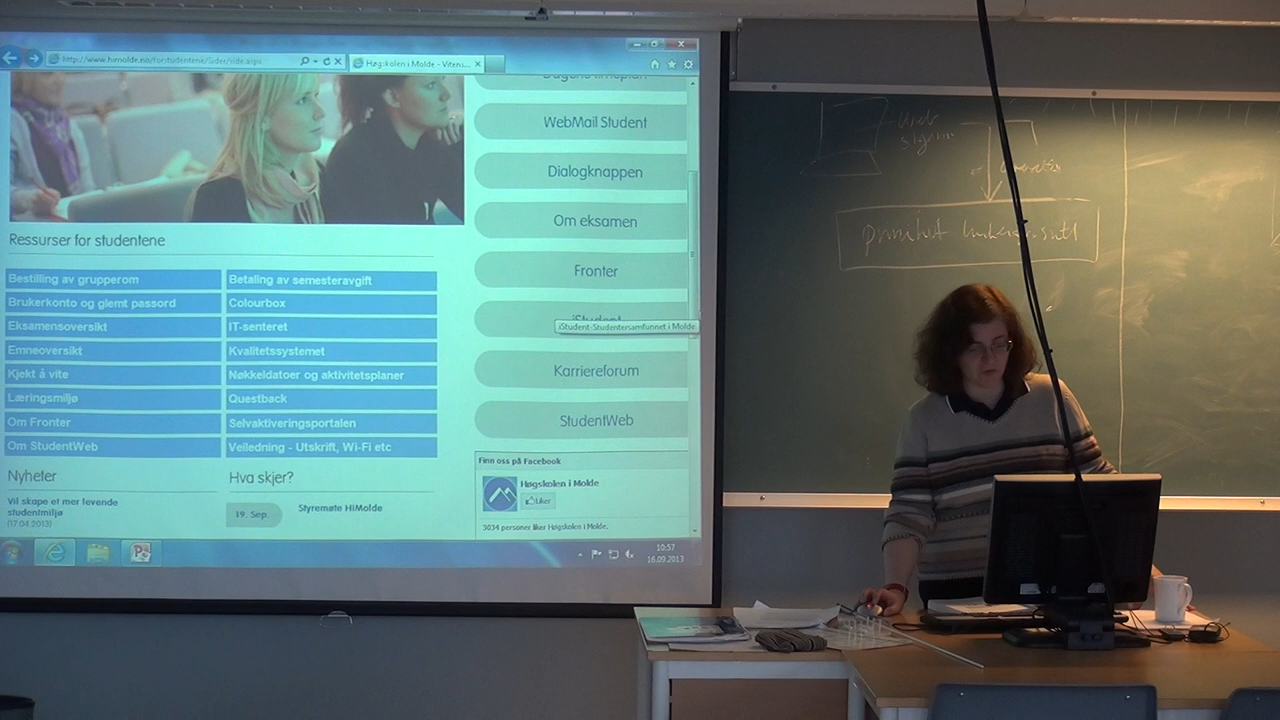 http://www.himolde.no/forstudentene/Sider/side.aspx
Høgskolen i Molde - Vitens...
Dagens timeplan
WebMail Student
Dialogknappen
Om eksamen
Fronter
iStudent
iStudent-Studentersamfunnet i Molde
Karriereforum
StudentWeb
Ressurser for studentene
Bestilling av grupperom
Betaling av semesteravgift
Brukerkonto og glemt passord
Colourbox
Eksamensoversikt
IT-senteret
Emneoversikt
Kvalitetssystemet
Kjekt å vite
Nøkkeldatoer og aktivitetsplaner
Læringsmiljø
Questback
Om Fronter
Selvaktiveringsportalen
Om StudentWeb
Veiledning - Utskrift, Wi-Fi etc
Nyheter
Vil skape et mer levende
studentmiljø
(17.04.2013)
Hva skjer?
19. Sep.
Styremøte HiMolde
Finn oss på Facebook
Høgskolen i Molde
Liker
3034 personer liker Høgskolen i Molde.
10:57
16.09.2013